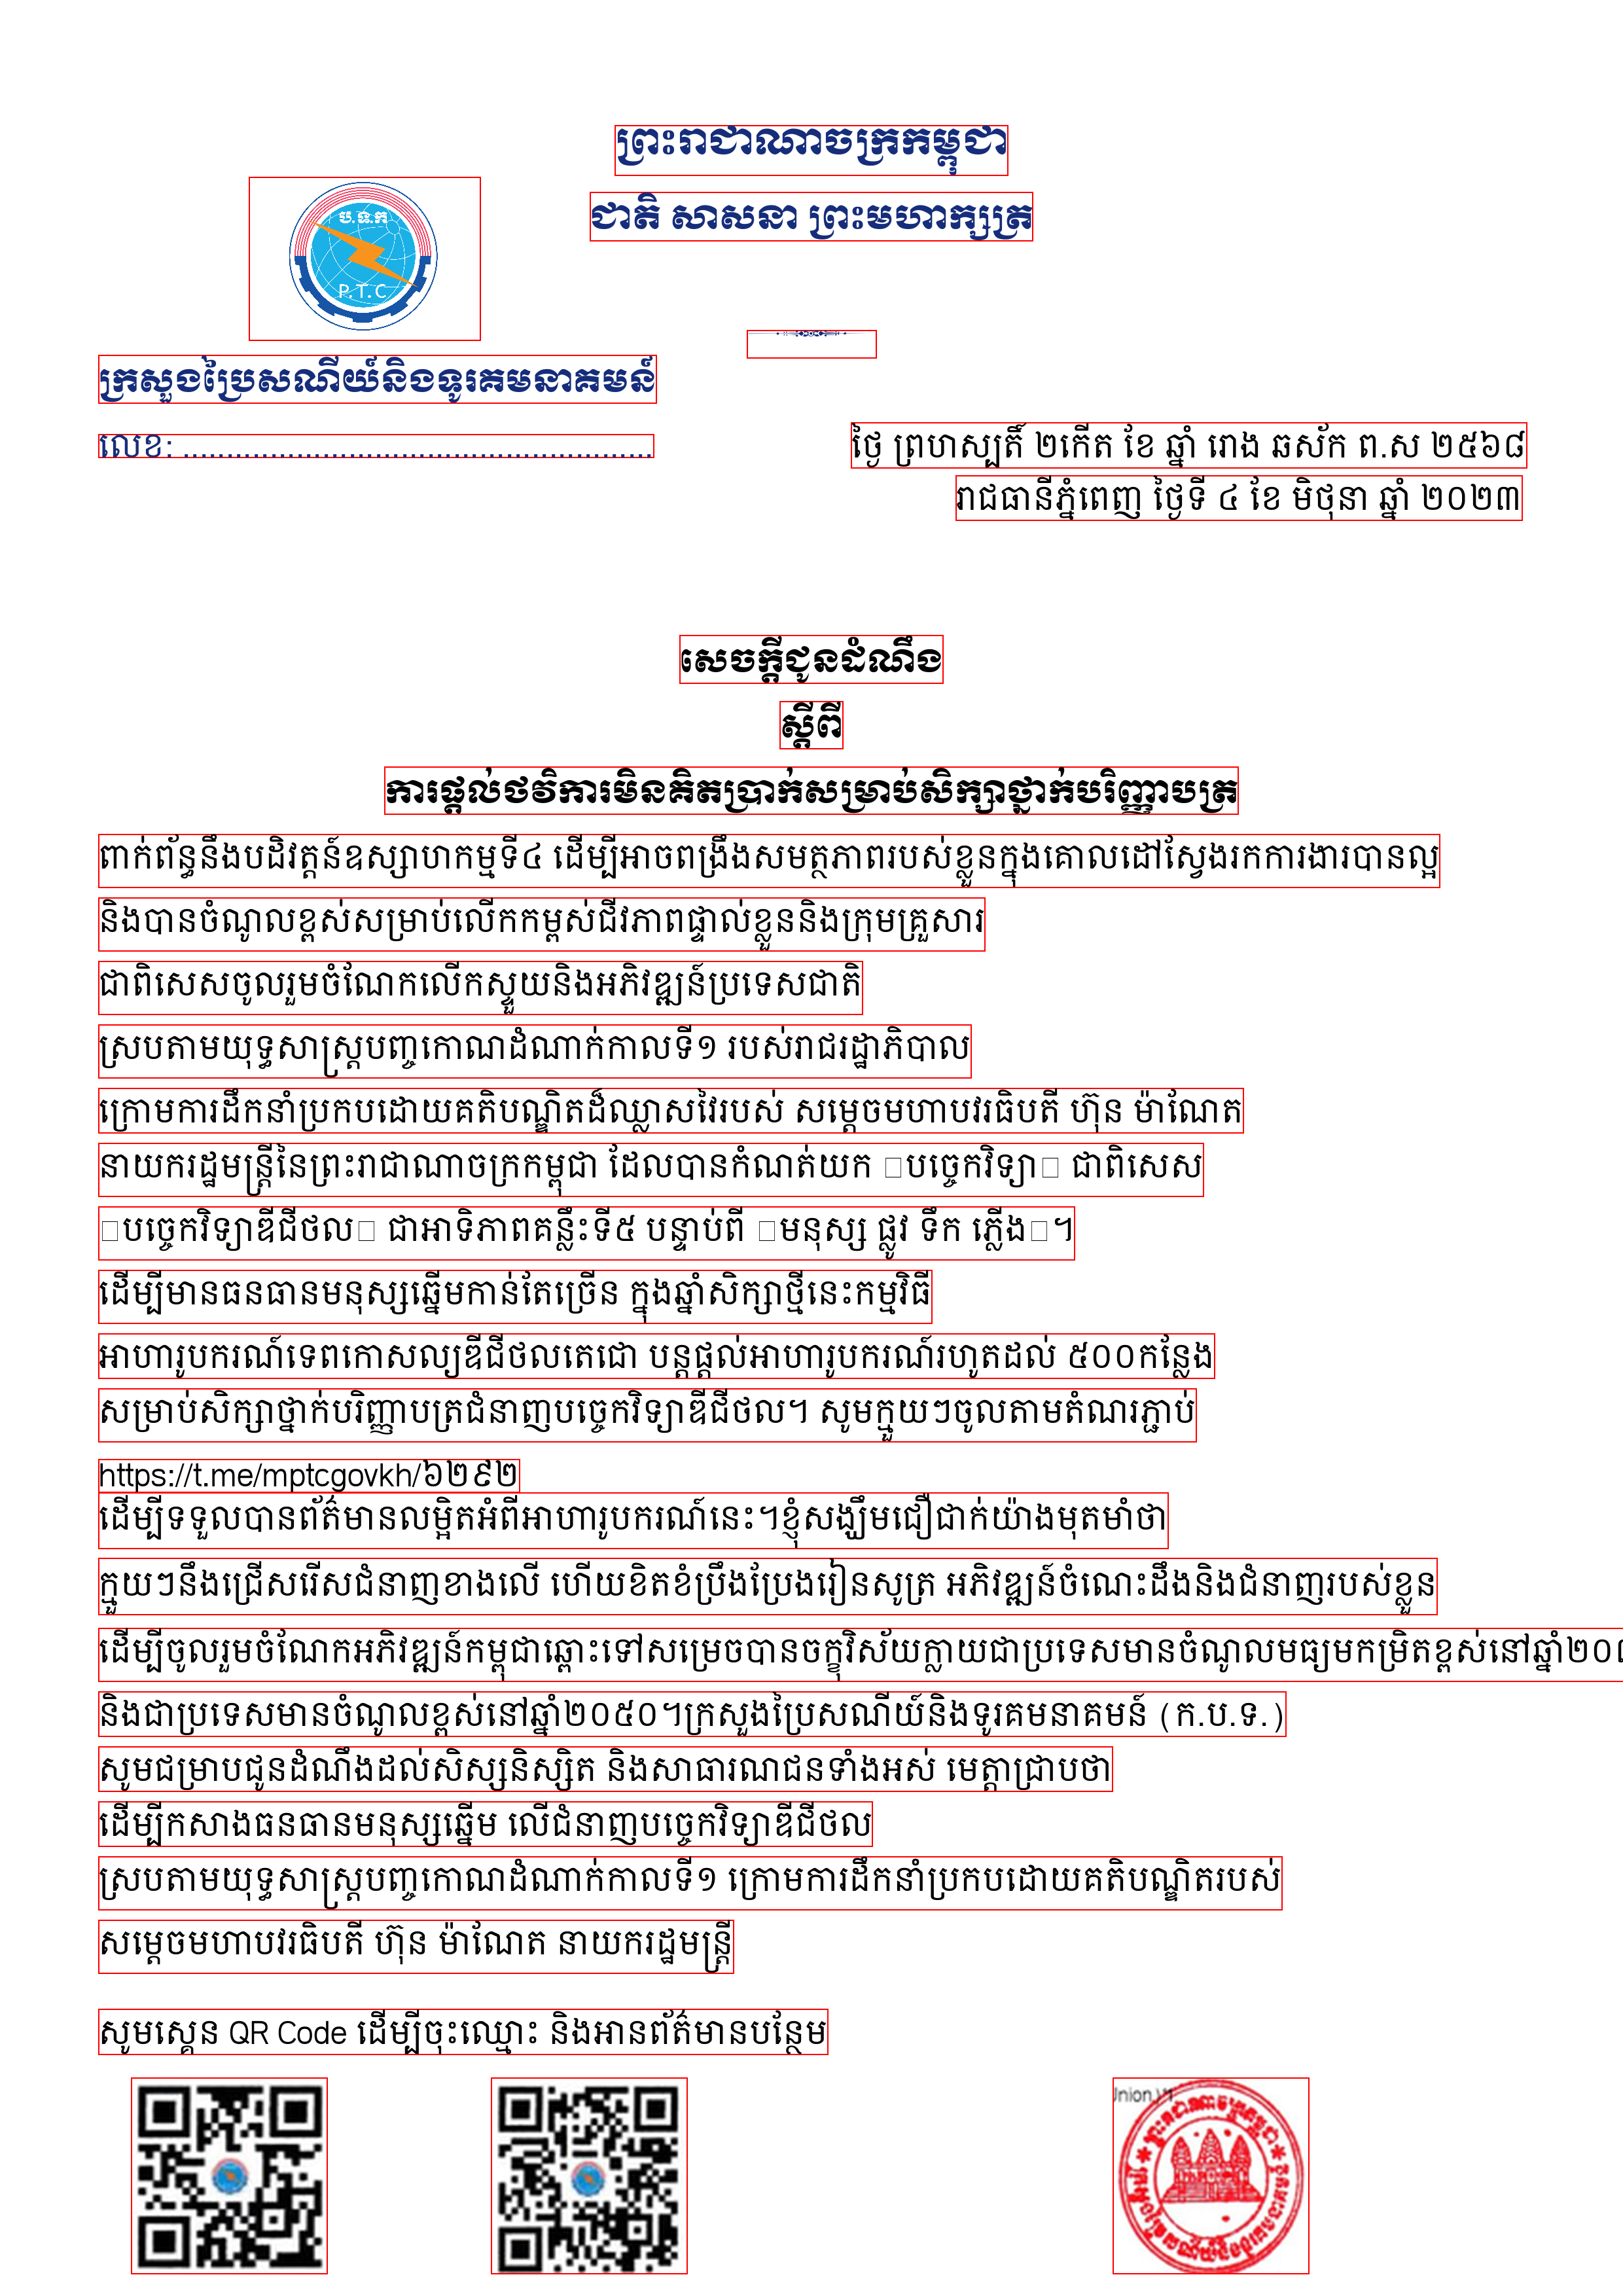 ព្រះរាជាណាចក្រកម្ពុជា
ជាតិ សាសនា ព្រះមហាក្សត្រ
ប.ទ.ក
P.T.C
ក្រសួងប្រៃសណីយ៍និងទូរគមនាគមន៍
លេខ: ......................................................
ថ្ងៃ ព្រហស្បតិ៍ ២កើត ខែ ឆ្នាំ រោង ឆស័ក ព.ស ២៥៦៨
រាជធានីភ្នំពេញ ថ្ងៃទី ៤ ខែ មិថុនា ឆ្នាំ ២០២៣
សេចក្តីជូនដំណឹង
ស្តីពី
ការផ្តល់ថវិការមិនគិតប្រាក់សម្រាប់សិក្សាថ្នាក់បរិញ្ញាបត្រ
ពាក់ព័ន្ធនឹងបដិវត្តន៍ឧស្សាហកម្មទី៤ ដើម្បីអាចពង្រឹងសមត្ថភាពរបស់ខ្លួនក្នុងគោលដៅស្វែងរកការងារបានល្អ
និងបានចំណូលខ្ពស់សម្រាប់លើកកម្ពស់ជីវភាពផ្ទាល់ខ្លួននិងក្រុមគ្រួសារ
ជាពិសេសចូលរួមចំណែកលើកស្ទួយនិងអភិវឌ្ឍន៍ប្រទេសជាតិ
ស្របតាមយុទ្ធសាស្ត្របញ្ចកោណដំណាក់កាលទី១ របស់រាជរដ្ឋាភិបាល
ក្រោមការដឹកនាំប្រកបដោយគតិបណ្ឌិតដ៏ឈ្លាសវៃរបស់ សម្តេចមហាបវរធិបតី ហ៊ុន ម៉ាណែត
នាយករដ្ឋមន្ត្រីនៃព្រះរាជាណាចក្រកម្ពុជា ដែលបានកំណត់យក □បច្ចេកវិទ្យា□ ជាពិសេស
□បច្ចេកវិទ្យាឌីជីថល□ ជាអាទិភាពគន្លឹះទី៥ បន្ទាប់ពី □មនុស្ស ផ្លូវ ទឹក ភ្លើង□។
ដើម្បីមានធនធានមនុស្សឆ្នើមកាន់តែច្រើន ក្នុងឆ្នាំសិក្សាថ្មីនេះកម្មវិធី
អាហារូបករណ៍ទេពកោសល្យឌីជីថលតេជោ បន្តផ្តល់អាហារូបករណ៍រហូតដល់ ៥០០កន្លែង
សម្រាប់សិក្សាថ្នាក់បរិញ្ញាបត្រជំនាញបច្ចេកវិទ្យាឌីជីថល។ សូមក្មួយៗចូលតាមតំណរភ្ជាប់
https://t.me/mptcgovkh/៦២៩២
ដើម្បីទទួលបានព័ត៌មានលម្អិតអំពីអាហារូបករណ៍នេះ។ខ្ញុំសង្ឃឹមជឿជាក់យ៉ាងមុតមាំថា
ក្មួយៗនឹងជ្រើសរើសជំនាញខាងលើ ហើយខិតខំប្រឹងប្រែងរៀនសូត្រ អភិវឌ្ឍន៍ចំណេះដឹងនិងជំនាញរបស់ខ្លួន
ដើម្បីចូលរួមចំណែកអភិវឌ្ឍន៍កម្ពុជាឆ្ពោះទៅសម្រេចបានចក្ខុវិស័យក្លាយជាប្រទេសមានចំណូលមធ្យមកម្រិតខ្ពស់នៅឆ្នាំ២០
និងជាប្រទេសមានចំណូលខ្ពស់នៅឆ្នាំ២០៥០។ក្រសួងប្រៃសណីយ៍និងទូរគមនាគមន៍ (ក.ប.ទ.)
សូមជម្រាបជូនដំណឹងដល់សិស្សនិស្សិត និងសាធារណជនទាំងអស់ មេត្តាជ្រាបថា
ដើម្បីកសាងធនធានមនុស្សឆ្នើម លើជំនាញបច្ចេកវិទ្យាឌីជីថល
ស្របតាមយុទ្ធសាស្ត្របញ្ចកោណដំណាក់កាលទី១ ក្រោមការដឹកនាំប្រកបដោយគតិបណ្ឌិតរបស់
សម្តេចមហាបវរធិបតី ហ៊ុន ម៉ាណែត នាយករដ្ឋមន្ត្រី
សូមស្គេន QR Code ដើម្បីចុះឈ្មោះ និងអានព័ត៌មានបន្ថែម